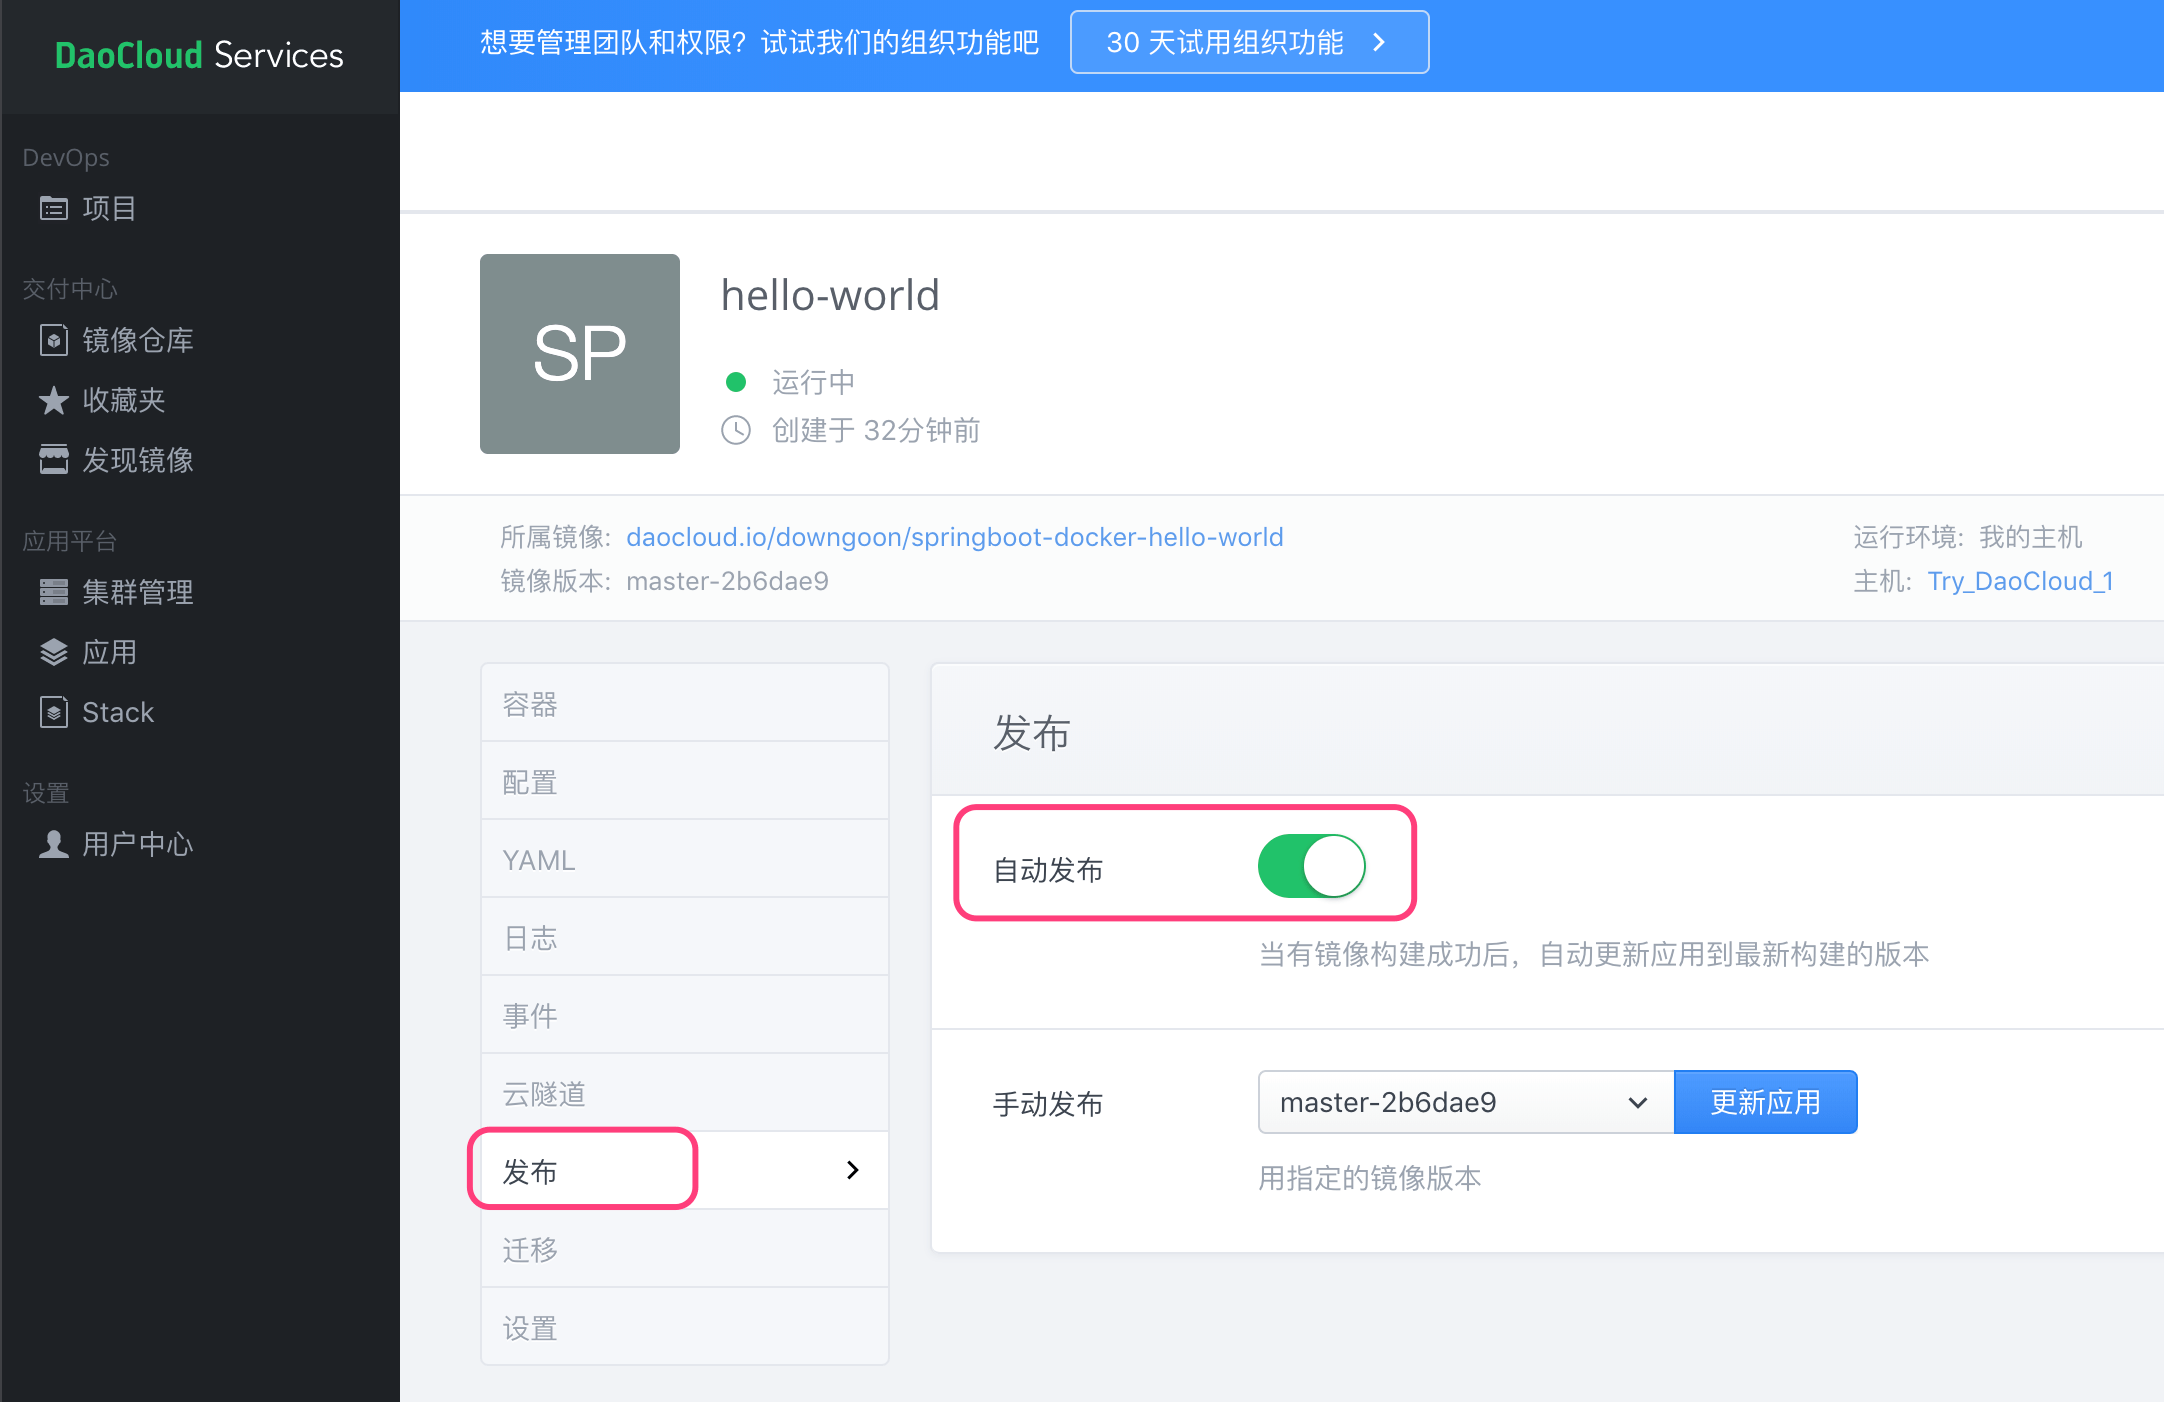 DaoCloud Services
想要管理团队和权限？试试我们的组织功能吧
30 天试用组织功能
DevOps
项目
交付中心
镜像仓库
收藏夹
发现镜像
应用平台
集群管理
应用
Stack
设置
用户中心
SP
hello-world
运行中
创建于 32分钟前
所属镜像: daocloud.io/downgoon/springboot-docker-hello-world
镜像版本: master-2b6dae9
运行环境: 我的主机
主机: Try_DaoCloud_1
容器
配置
YAML
日志
事件
云隧道
发布
迁移
设置
发布
自动发布
当有镜像构建成功后，自动更新应用到最新构建的版本
手动发布
master-2b6dae9
更新应用
用指定的镜像版本